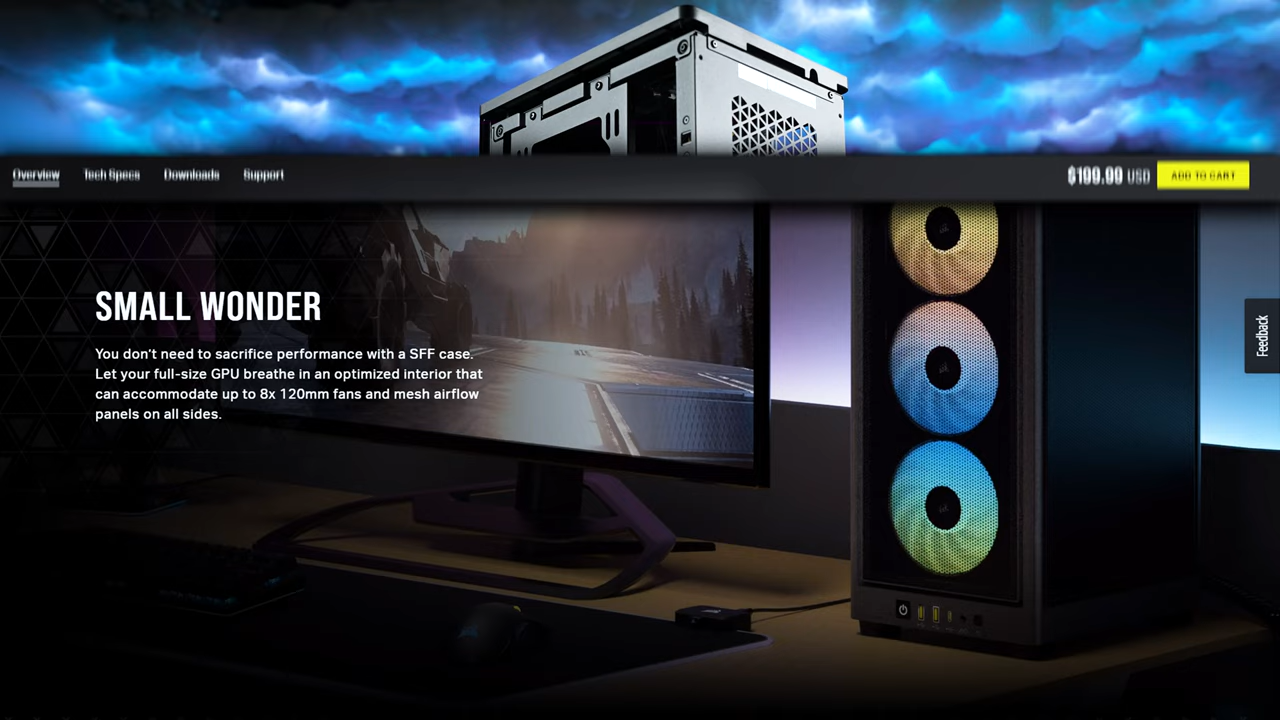 Overview Tech Specs Downloads Support $199.99 USD ADD TO CART
SMALL WONDER
You don't need to sacrifice performance with a SFF case.
Let your full-size GPU breathe in an optimized interior that
can accommodate up to 8x 120mm fans and mesh airflow
panels on all sides.
Feedback